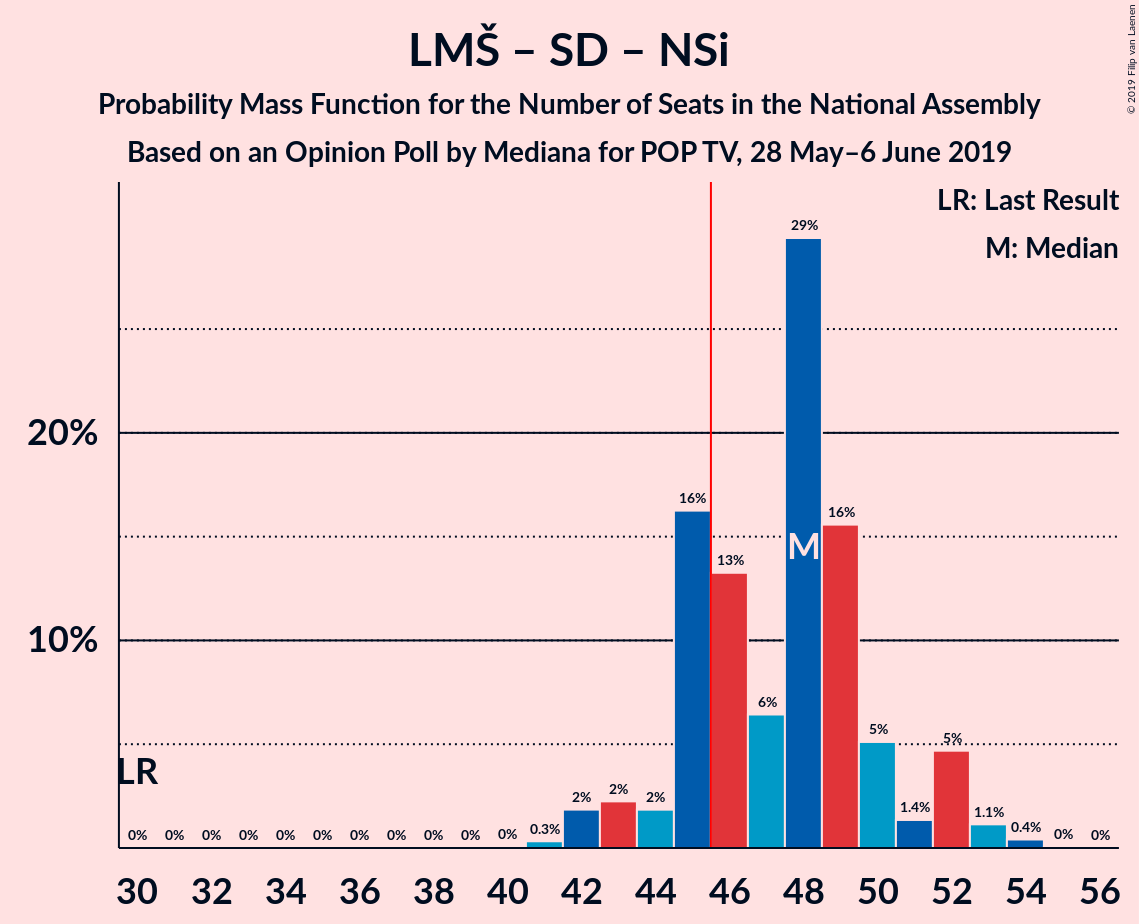 LMŠ – SD – NSi
Probability Mass Function for the Number of Seats in the National Assembly
Based on an Opinion Poll by Mediana for POP TV, 28 May–6 June 2019
© 2019 Filip van Laenen
LR: Last Result
M: Median
20%
10%
LR
0% 0% 0% 0% 0% 0% 0% 0% 0% 0% 0% 0.3% 2% 2% 2% 16% 13% 6% 29% 16% 5% 1.4% 5% 1.1% 0.4% 0% 0%
M
30 32 34 36 38 40 42 44 46 48 50 52 54 56